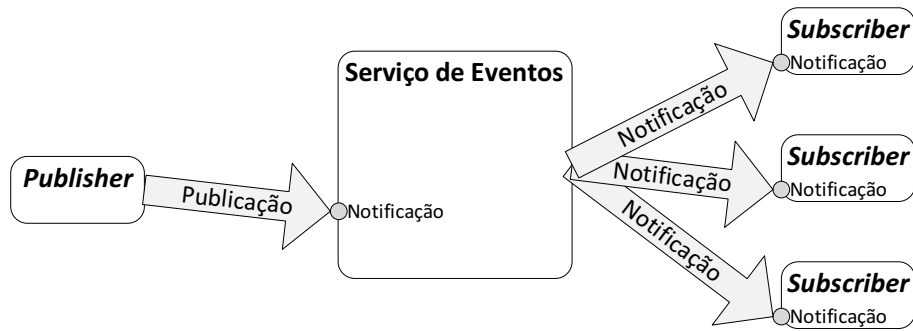 Subscriber
Notificação
Serviço de Eventos
Notificação
Publisher
Publicação
Notificação
Notificação
Subscriber
Notificação
Notificação
Subscriber
Notificação